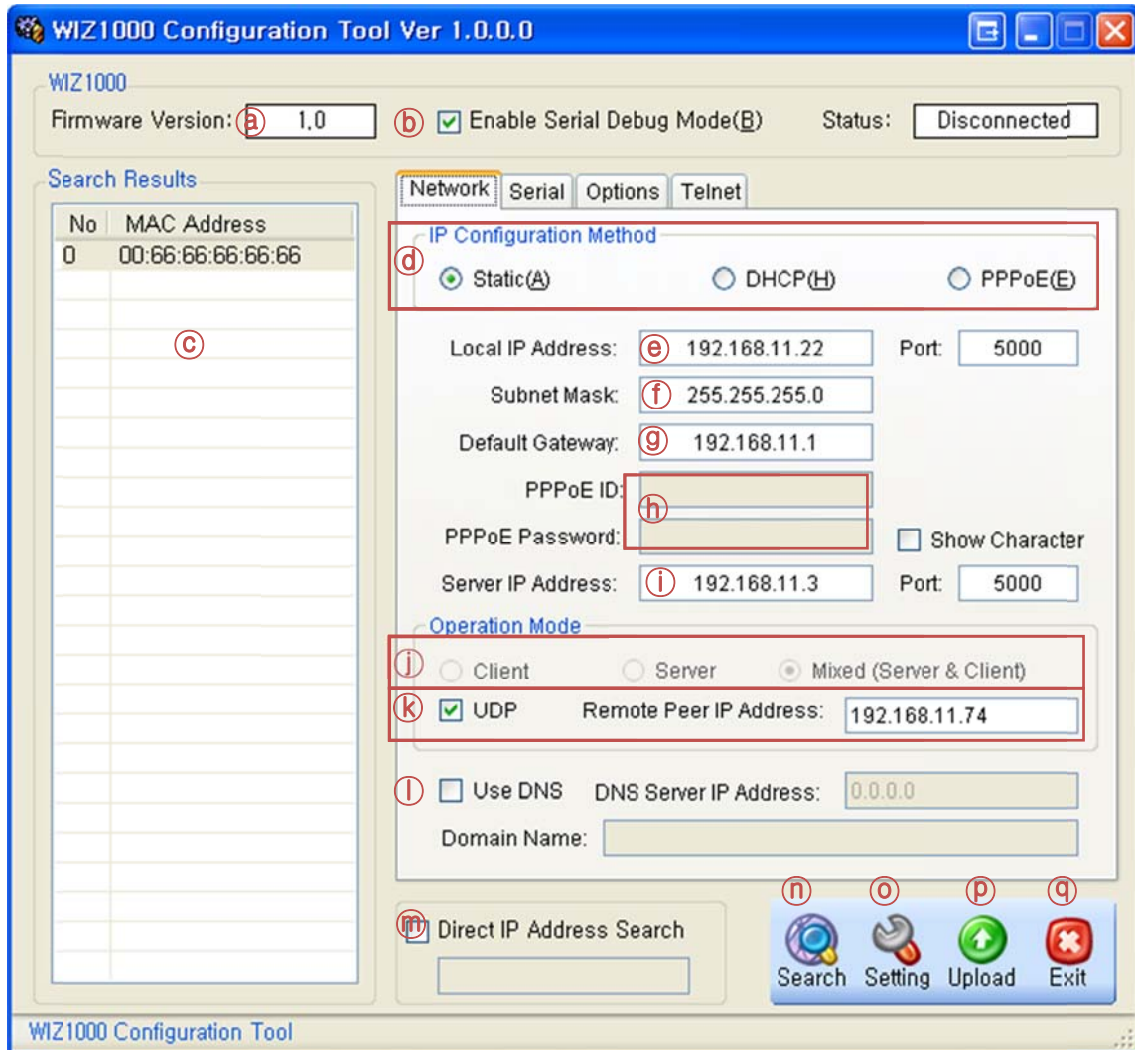 WIZ1000 Configuration Tool Ver 1.0.0.0
WIZ1000
Firmware Version: ⓐ 1.0 ⓑ Enable Serial Debug Mode(B) Status: Disconnected
Search Results
No MAC Address
0 00:66:66:66:66:66
ⓒ
Network Serial Options Telnet
IP Configuration Method
ⓓ Static(A) DHCP(H) PPPoE(E)
Local IP Address: ⓔ 192.168.11.22 Port: 5000
Subnet Mask: ⓕ 255.255.255.0
Default Gateway: ⓖ 192.168.11.1
PPPoE ID:
ⓗ
PPPoE Password: Show Character
Server IP Address: ⓘ 192.168.11.3 Port: 5000
Operation Mode
ⓙ Client Server Mixed (Server & Client)
ⓚ UDP Remote Peer IP Address: 192.168.11.74
ⓛ Use DNS DNS Server IP Address: 0.0.0.0
Domain Name:
ⓜ Direct IP Address Search
ⓝ ⓞ ⓟ ⓠ
Search Setting Upload Exit
WIZ1000 Configuration Tool